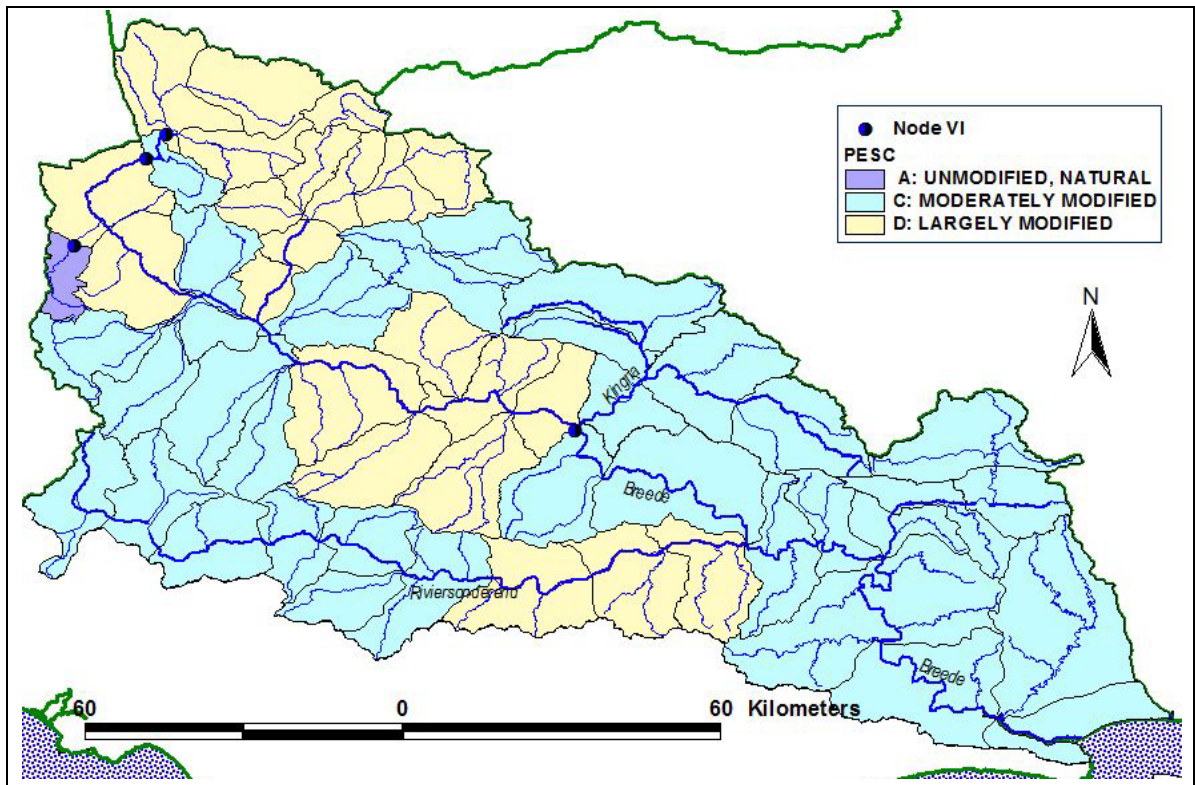 Node VI
PESC
A: UNMODIFIED, NATURAL
C: MODERATELY MODIFIED
D: LARGELY MODIFIED
N
Kingna
Breede
Riviersonderend
Breede
60 0 60 Kilometers